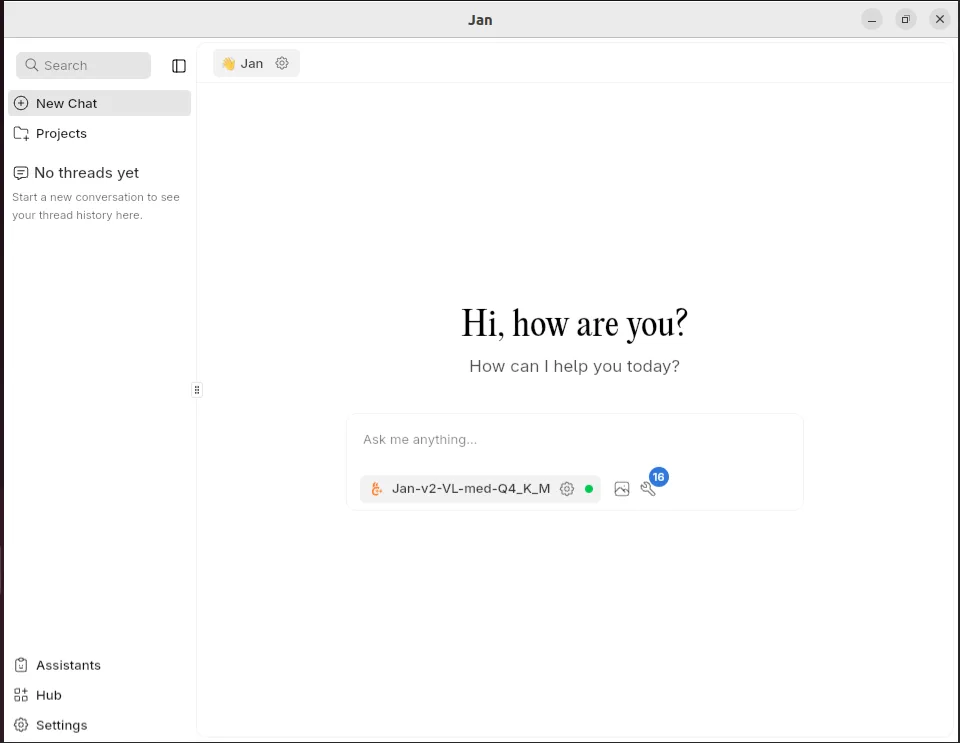 Jan
Search
👋 Jan
New Chat
Projects
No threads yet
Start a new conversation to see
your thread history here.
Hi, how are you?
How can I help you today?
Ask me anything...
Jan-v2-VL-med-Q4_K_M
16
Assistants
Hub
Settings